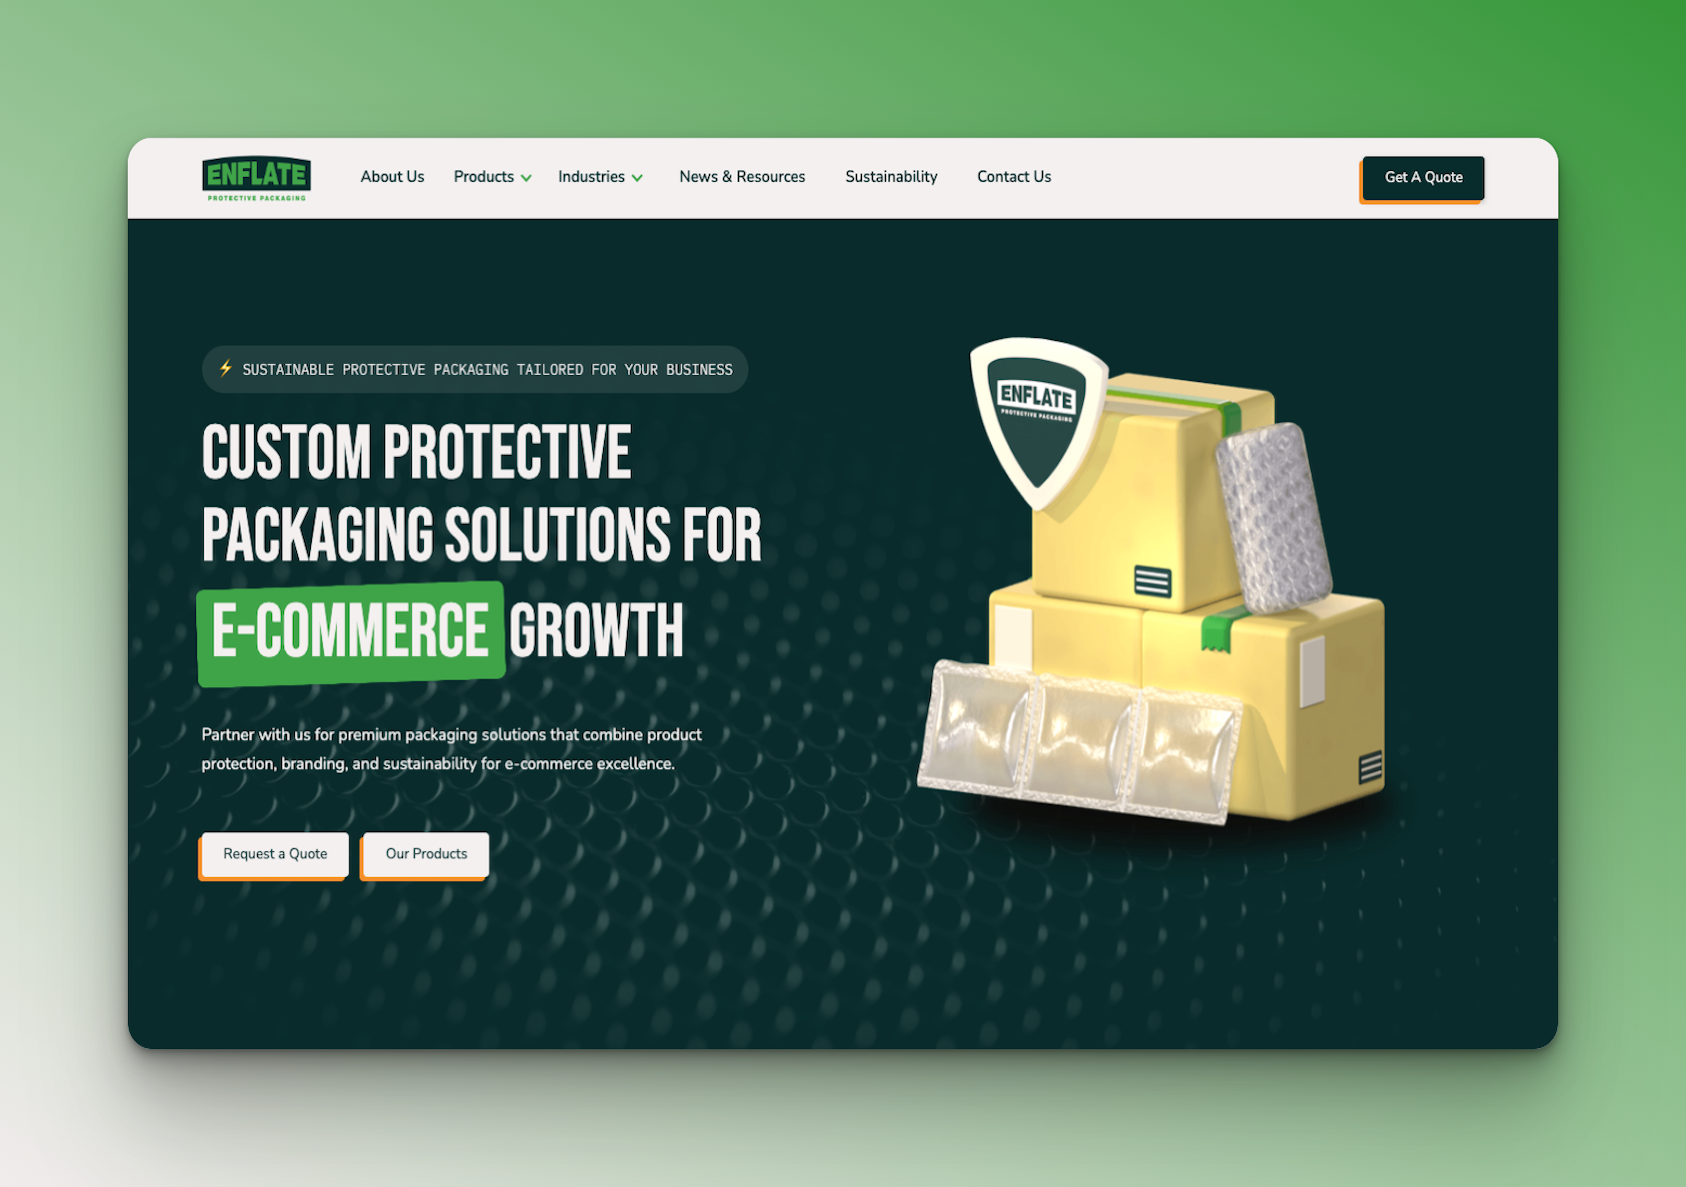 ENFLATE
PROTECTIVE PACKAGING
About Us
Products
Industries
News & Resources
Sustainability
Contact Us
Get A Quote
⚡ SUSTAINABLE PROTECTIVE PACKAGING TAILORED FOR YOUR BUSINESS
CUSTOM PROTECTIVE
PACKAGING SOLUTIONS FOR
E-COMMERCE GROWTH
Partner with us for premium packaging solutions that combine product
protection, branding, and sustainability for e-commerce excellence.
Request a Quote
Our Products
ENFLATE
PROTECTIVE PACKAGING